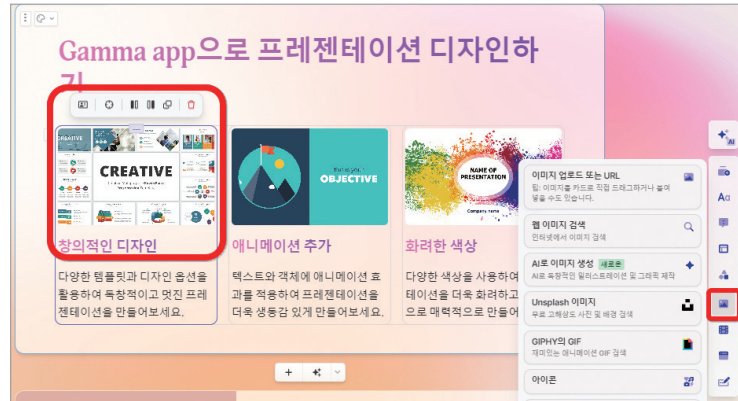 Gamma app으로 프레젠테이션 디자인하
기
CREATIVE
CREATIVE
OBJECTIVE
NAME OF
PRESENTATION
Company name
창의적인 디자인
애니메이션 추가
화려한 색상
다양한 템플릿과 디자인 옵션을
활용하여 독창적이고 멋진 프레
젠테이션을 만들어보세요.
텍스트와 객체에 애니메이션 효
과를 적용하여 프레젠테이션을
더욱 생동감 있게 만들어보세요.
다양한 색상을 사용하여
테이션을 더욱 화려하고
으로 매력적으로 만들어
이미지 업로드 또는 URL
팁: 이미지를 카드로 직접 드래그하거나 붙여
넣을 수도 있습니다.
웹 이미지 검색
인터넷에서 이미지 검색
AI로 이미지 생성 새로운
AI로 독창적인 일러스트레이션 및 그래픽 제작
Unsplash 이미지
무료 고해상도 사진 및 배경 검색
GIPHY의 GIF
재미있는 애니메이션 GIF 검색
아이콘
AI
Aa